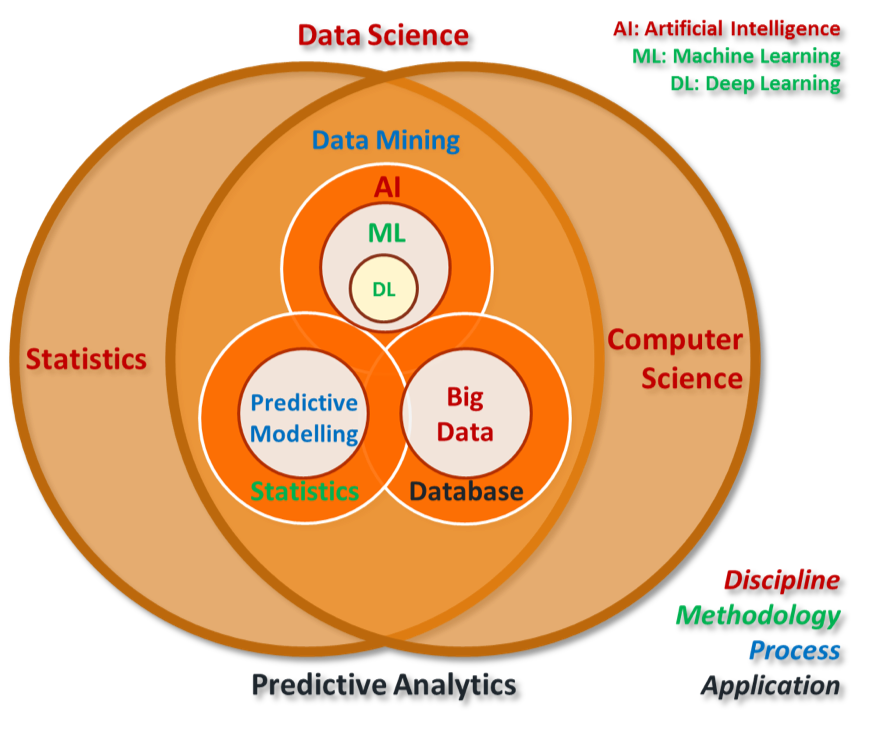 Data Science
AI: Artificial Intelligence
ML: Machine Learning
DL: Deep Learning
Data Mining
AI
ML
DL
Statistics
Computer
Science
Predictive
Modelling
Big
Data
Statistics
Database
Discipline
Methodology
Process
Application
Predictive Analytics